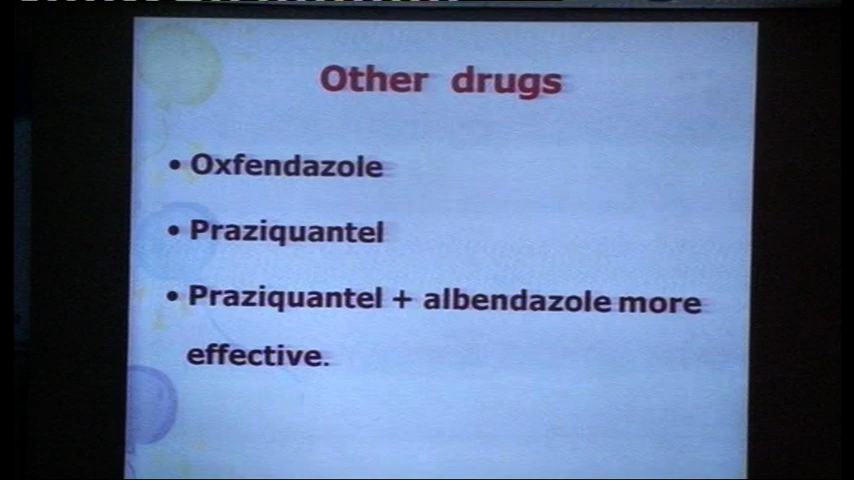 Other drugs
• Oxfendazole
• Praziquantel
• Praziquantel + albendazole more
effective.